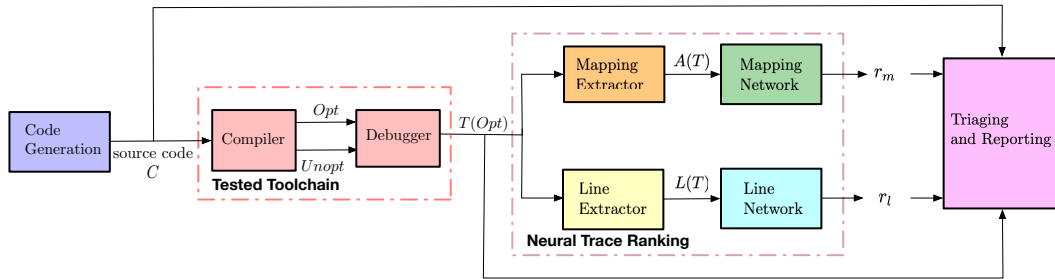 Code
Generation
source code
C
Compiler
Opt
Unopt
Debugger
Tested Toolchain
T(Opt)
Mapping
Extractor
A(T)
Mapping
Network
r_m
Line
Extractor
L(T)
Line
Network
r_l
Neural Trace Ranking
Triaging
and Reporting